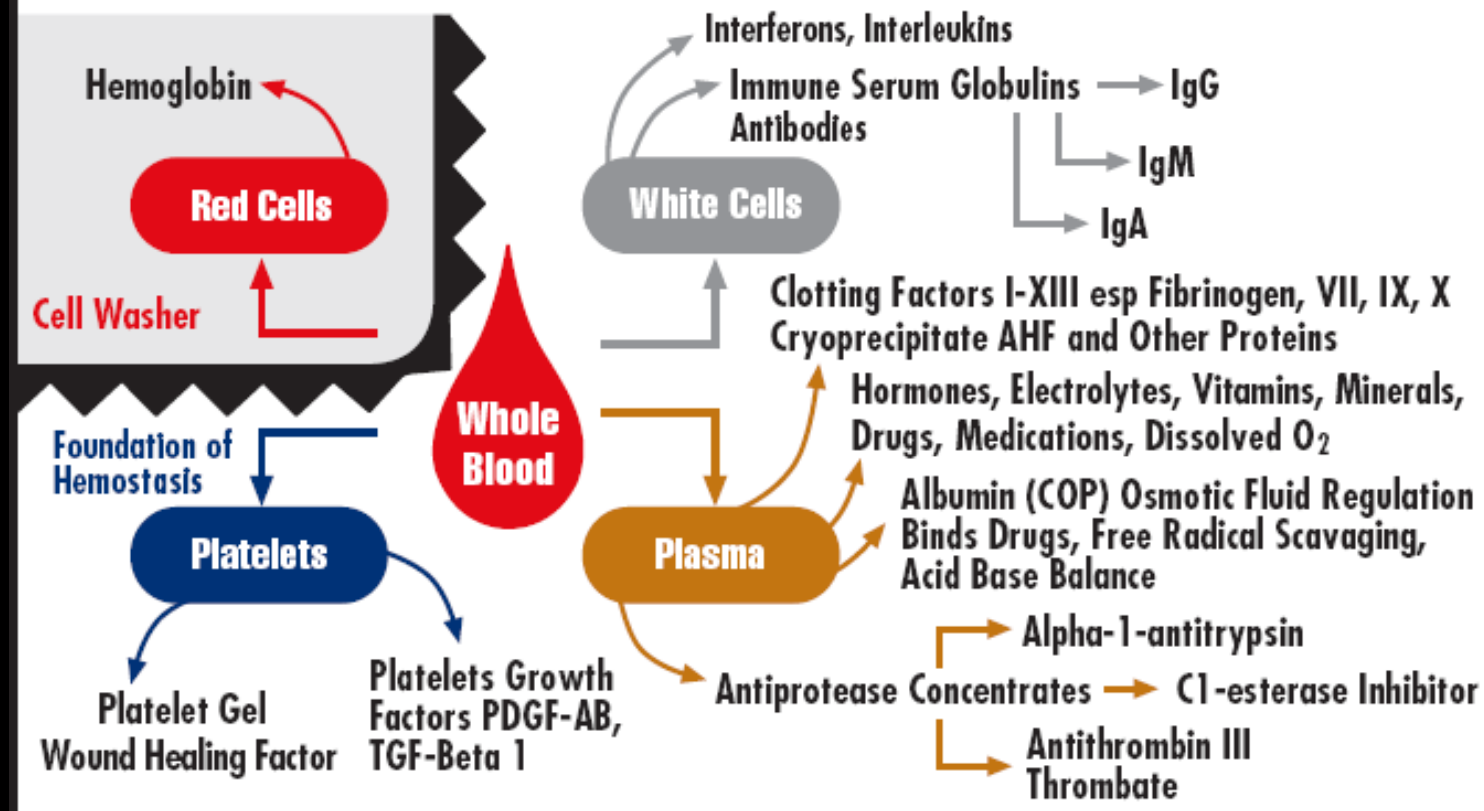 Hemoglobin
Red Cells
Cell Washer
Interferons, Interleukins
Immune Serum Globulins
Antibodies
IgG
IgM
IgA
White Cells
Whole
Blood
Clotting Factors I-XIII esp Fibrinogen, VII, IX, X
Cryoprecipitate AHF and Other Proteins
Hormones, Electrolytes, Vitamins, Minerals,
Drugs, Medications, Dissolved O₂
Albumin (COP) Osmotic Fluid Regulation
Binds Drugs, Free Radical Scavaging,
Acid Base Balance
Plasma
Antiprotease Concentrates
Alpha-1-antitrypsin
C1-esterase Inhibitor
Antithrombin III
Thrombate
Foundation of
Hemostasis
Platelets
Platelet Gel
Wound Healing Factor
Platelets Growth
Factors PDGF-AB,
TGF-Beta 1